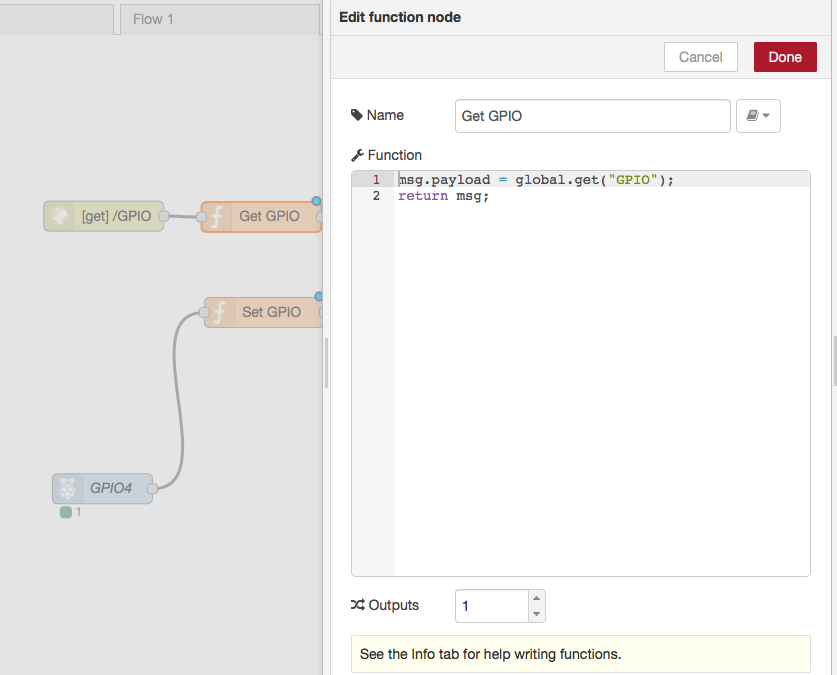 Flow 1
[get] /GPIO
Get GPIO
Set GPIO
GPIO4
1
Edit function node
Cancel
Done
Name
Get GPIO
Function
1 msg.payload = global.get("GPIO");
2 return msg;
Outputs
1
See the Info tab for help writing functions.